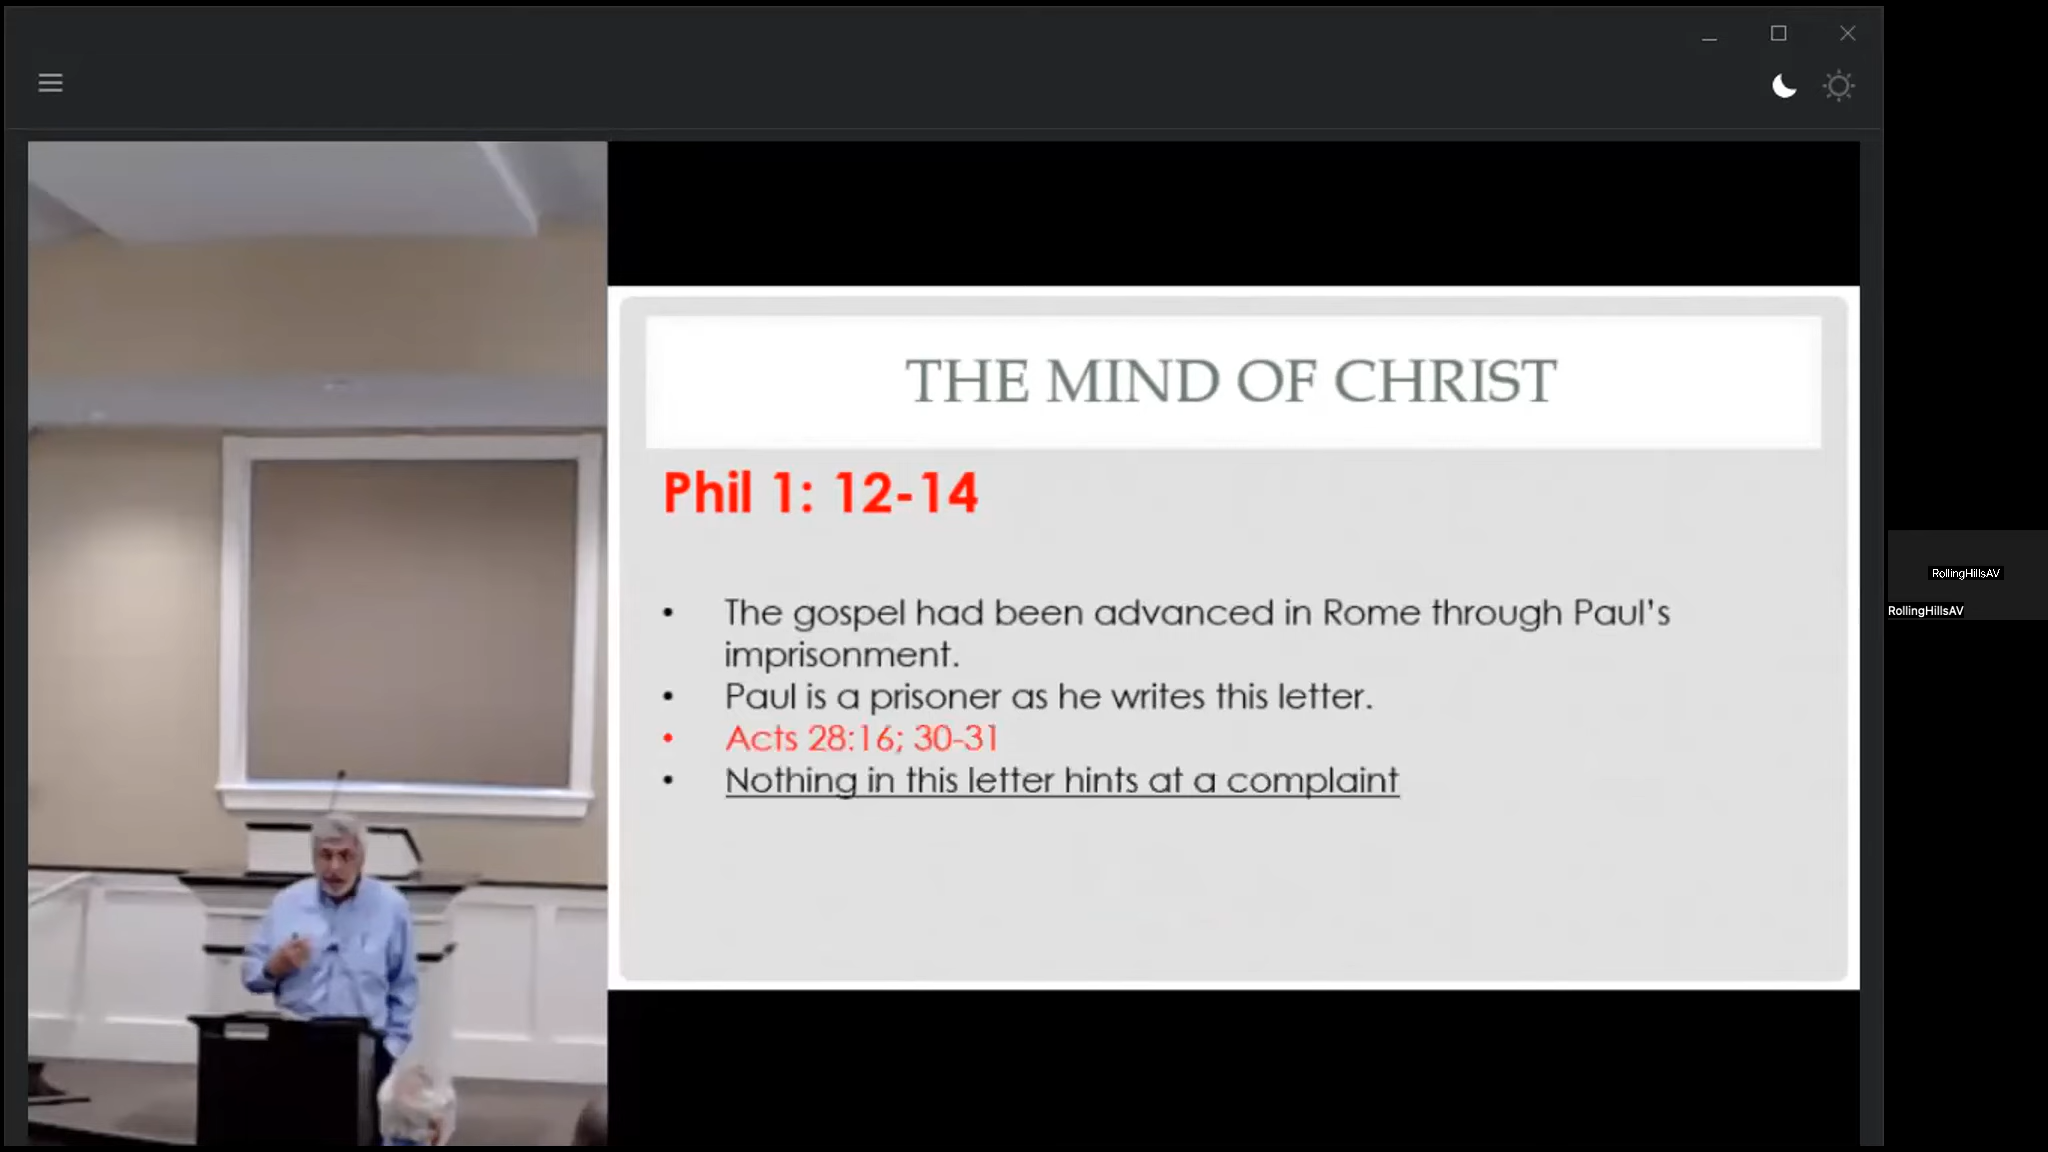 THE MIND OF CHRIST
Phil 1: 12-14
• The gospel had been advanced in Rome through Paul's
imprisonment.
• Paul is a prisoner as he writes this letter.
• Acts 28:16; 30-31
• Nothing in this letter hints at a complaint
RollingHillsAV
RollingHillsAV